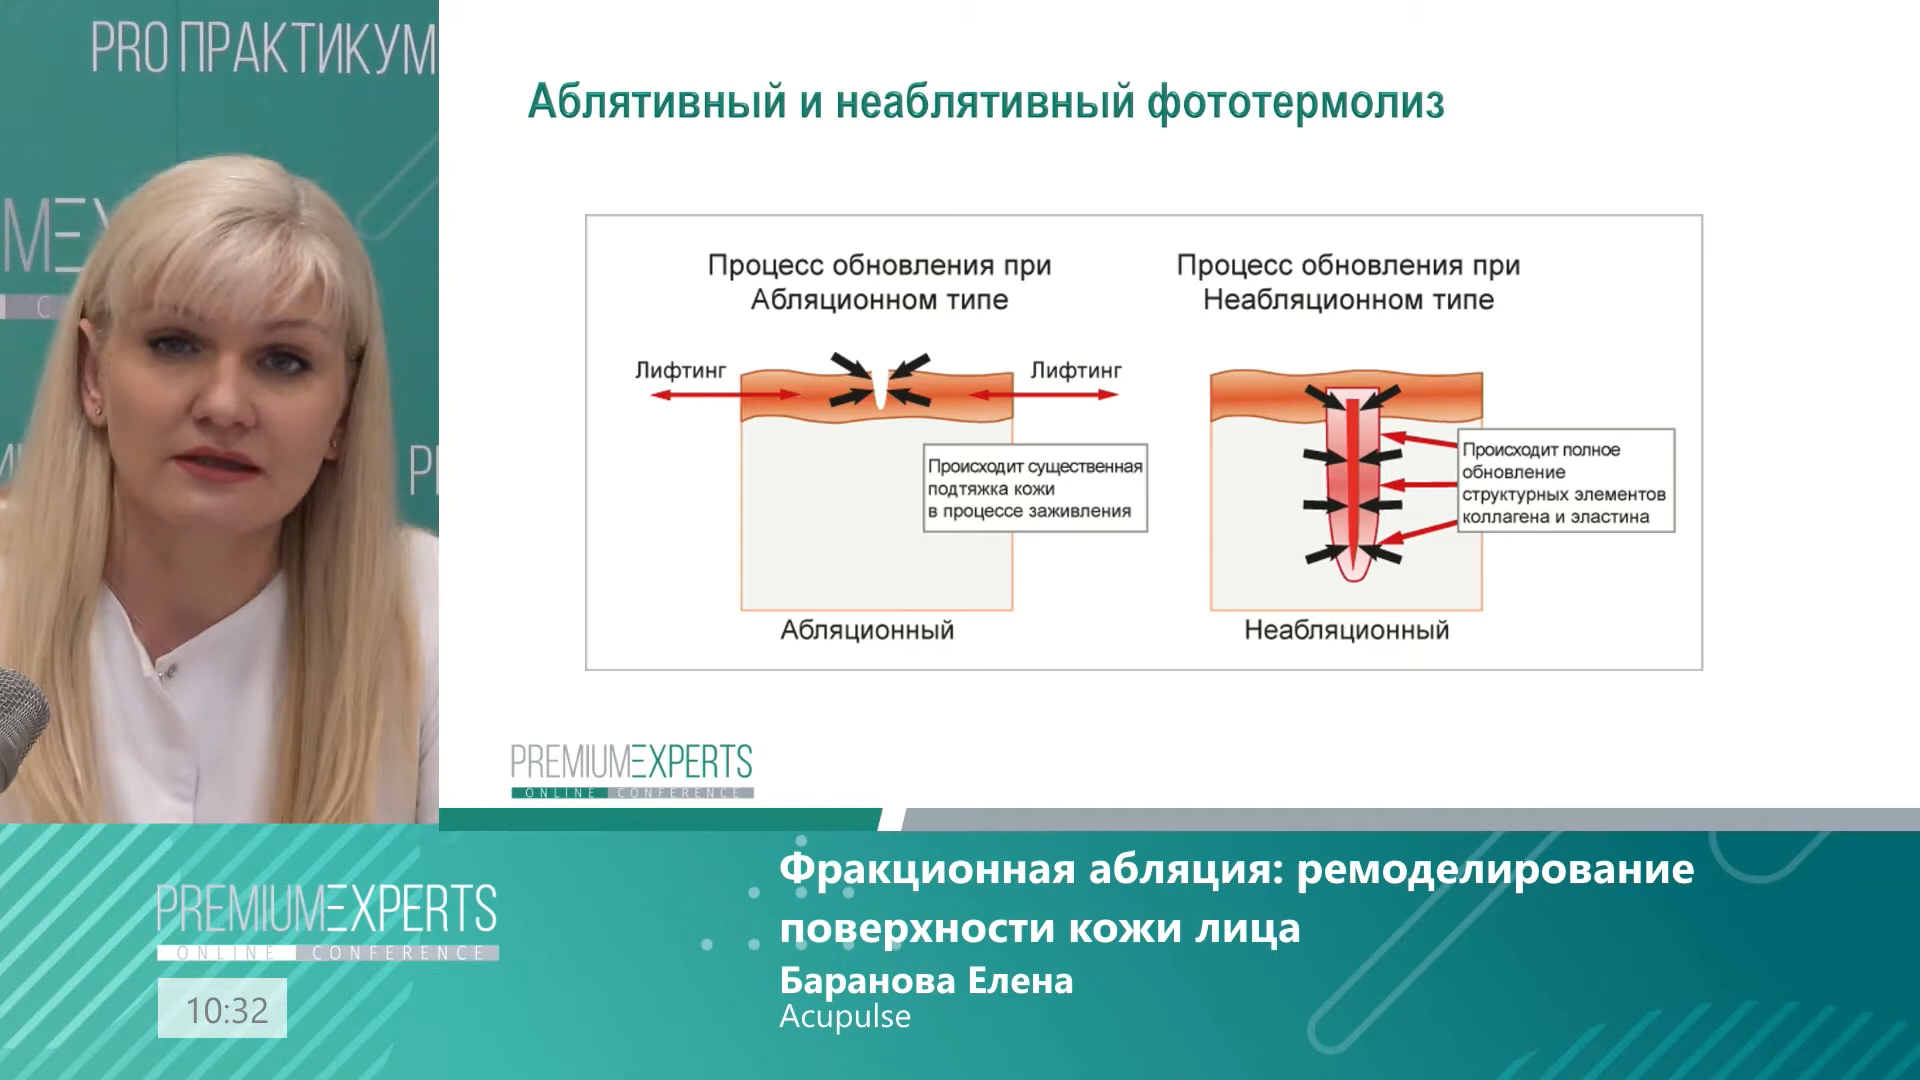 PRO ПРАКТИКУМ
Аблятивный и неаблятивный фототермолиз
Процесс обновления при
Абляционном типе
Лифтинг
Лифтинг
Происходит существенная
подтяжка кожи
в процессе заживления
Абляционный
Процесс обновления при
Неабляционном типе
Происходит полное
обновление
структурных элементов
коллагена и эластина
Неабляционный
PREMIUMEXPERTS
ONLINE CONFERENCE
PREMIUMEXPERTS
ONLINE CONFERENCE
10:32
Фракционная абляция: ремоделирование
поверхности кожи лица
Баранова Елена
Acupulse